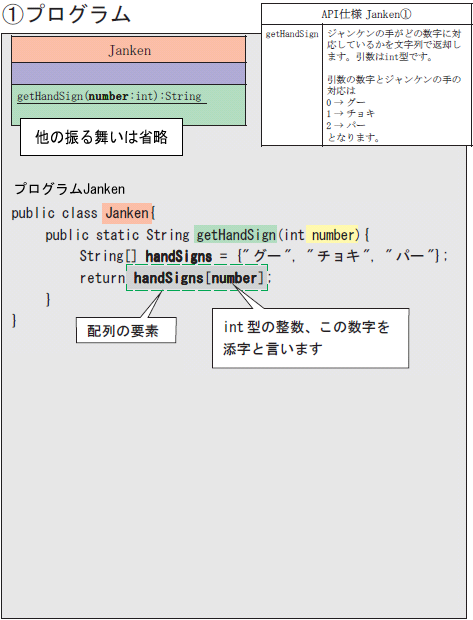 ①プログラム
Janken
getHandSign(number:int):String
他の振る舞いは省略
API仕様 Janken①
getHandSign
ジャンケンの手がどの数字に対
応しているかを文字列で返却し
ます。引数はint型です。
引数の数字とジャンケンの手の
対応は
0 → グー
1 → チョキ
2 → パー
となります。
プログラムJanken
public class Janken{
public static String getHandSign(int number){
String[] handSigns = {"グー", "チョキ", "パー"};
return handSigns[number];
}
}
配列の要素
int型の整数、この数字を
添字と言います